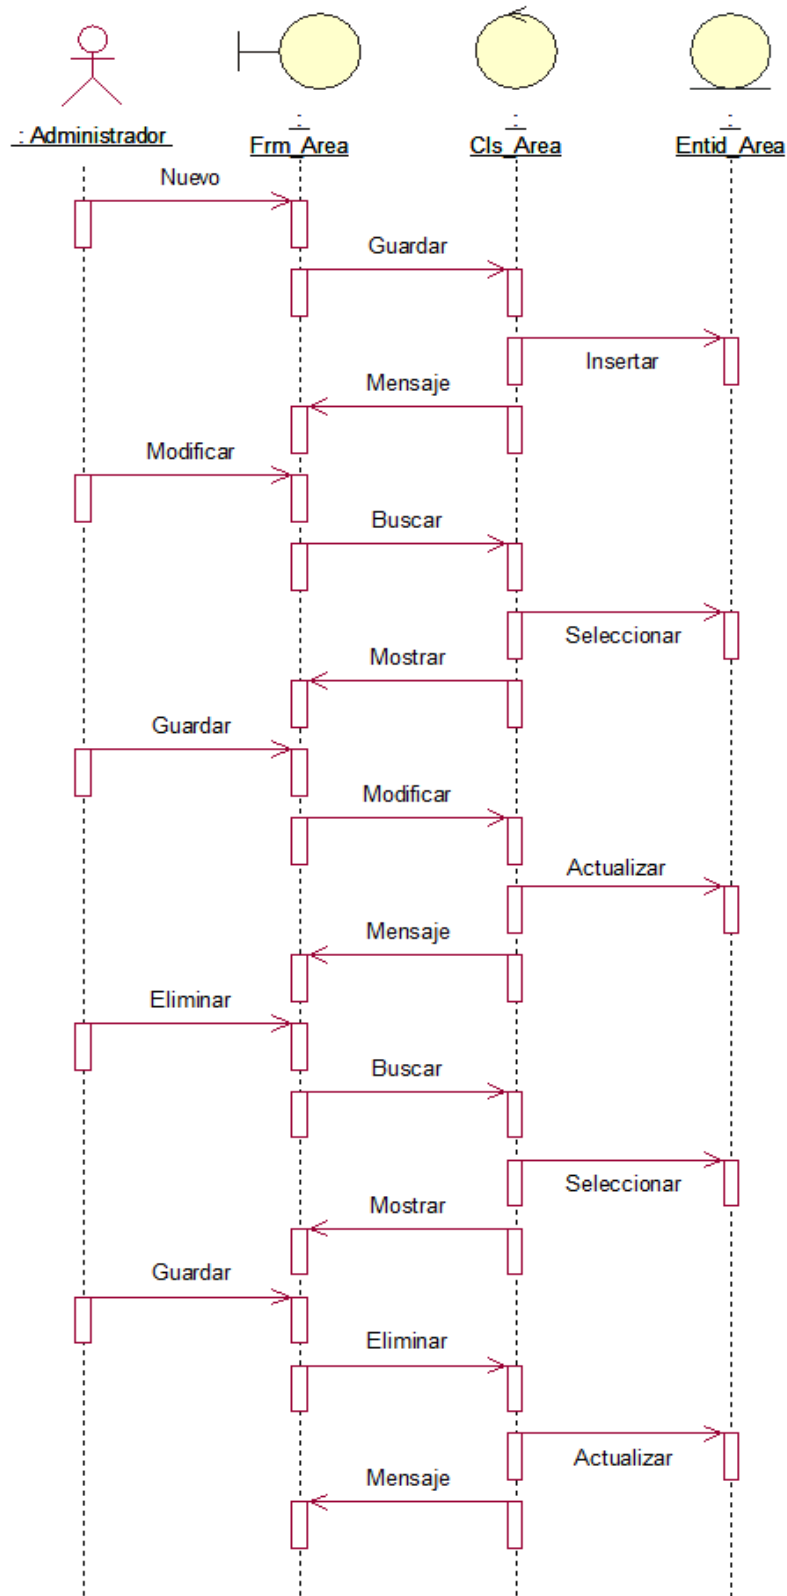 : Administrador
:
Frm_Area
:
Cls_Area
:
Entid_Area
Nuevo
Guardar
Insertar
Mensaje
Modificar
Buscar
Seleccionar
Mostrar
Guardar
Modificar
Actualizar
Mensaje
Eliminar
Buscar
Seleccionar
Mostrar
Guardar
Eliminar
Actualizar
Mensaje